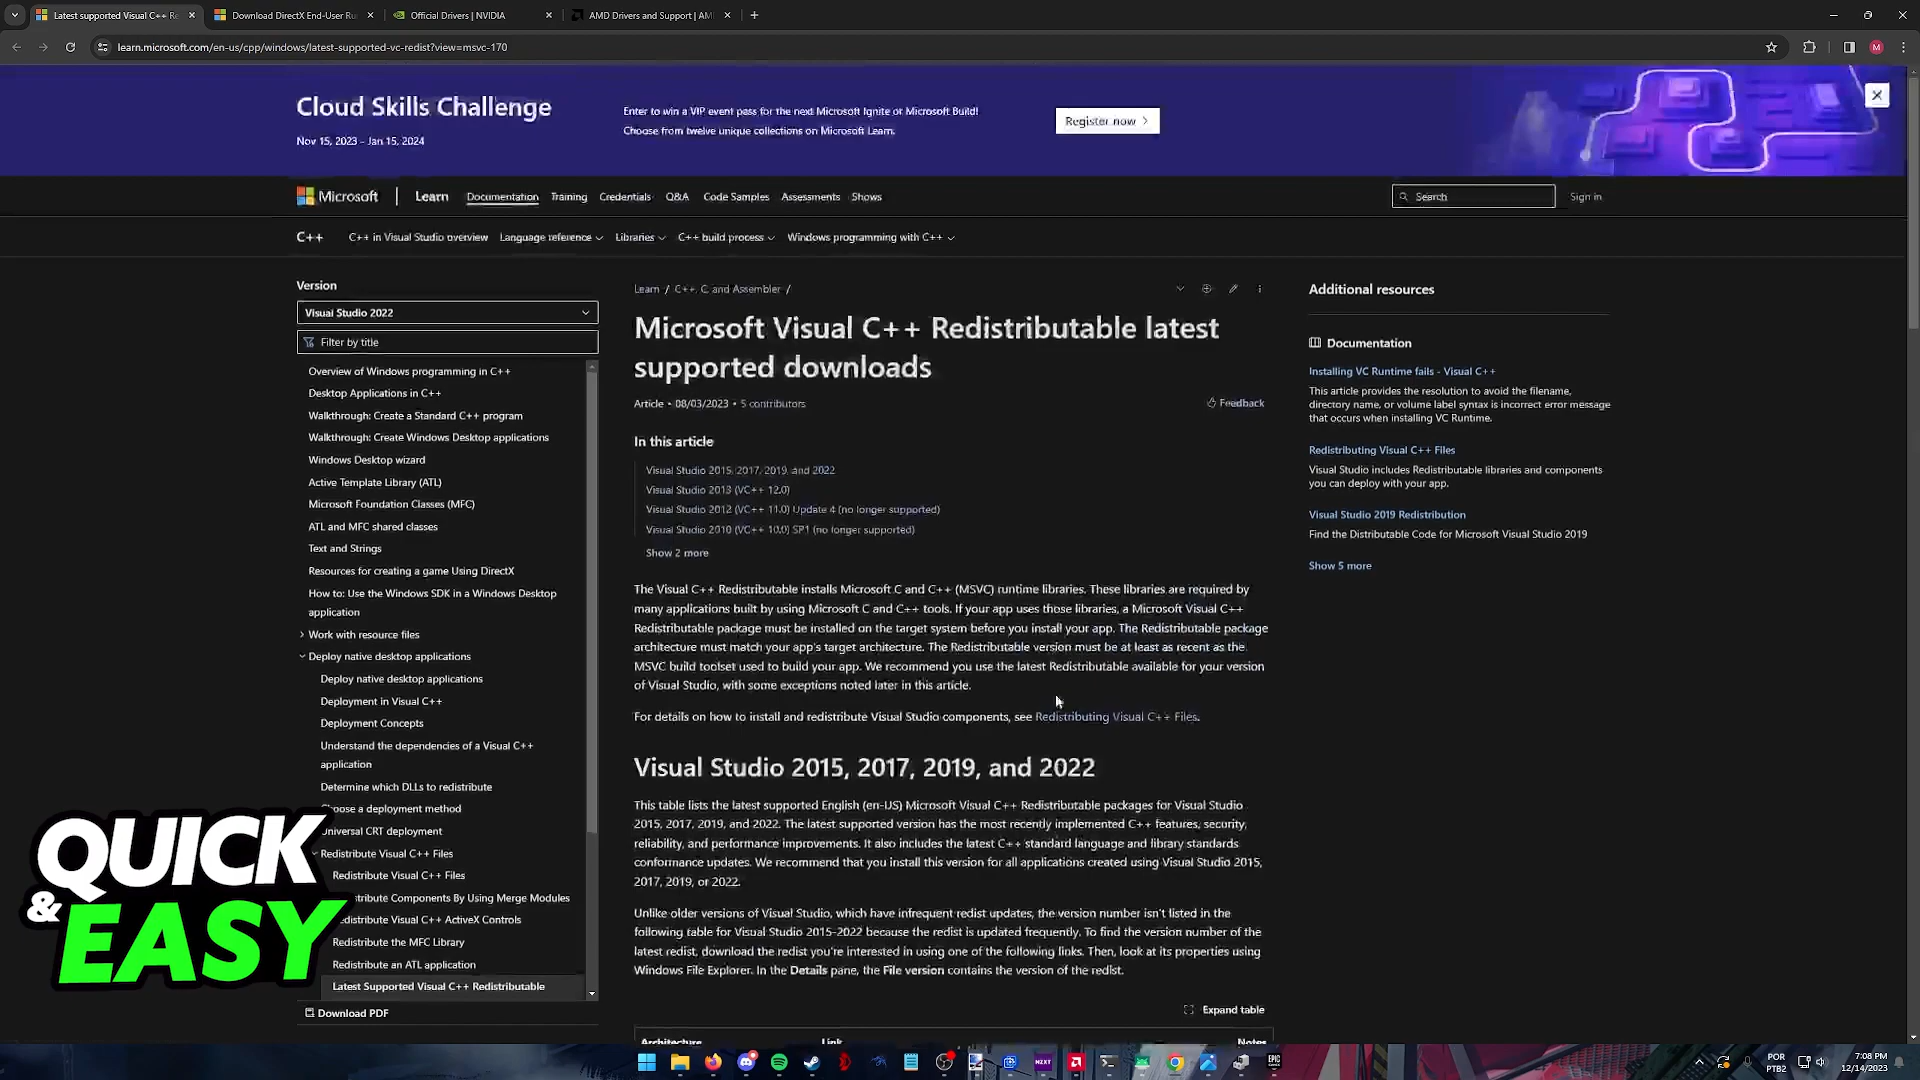 Latest supported Visual C++ Re
Download DirectX End-User Ru
Official Drivers | NVIDIA
AMD Drivers and Support | AM
learn.microsoft.com/en-us/cpp/windows/latest-supported-vc-redist?view=msvc-170
M
Cloud Skills Challenge
Nov 15, 2023 - Jan 15, 2024
Enter to win a VIP event pass for the next Microsoft Ignite or Microsoft Build!
Choose from twelve unique collections on Microsoft Learn.
Register now
Microsoft
Learn
Documentation
Training
Credentials
Q&A
Code Samples
Assessments
Shows
Search
Sign in
C++
C++ in Visual Studio overview
Language reference
Libraries
C++ build process
Windows programming with C++
Version
Visual Studio 2022
Filter by title
Overview of Windows programming in C++
Desktop Applications in C++
Walkthrough: Create a Standard C++ program
Walkthrough: Create Windows Desktop applications
Windows Desktop wizard
Active Template Library (ATL)
Microsoft Foundation Classes (MFC)
ATL and MFC shared classes
Text and Strings
Resources for creating a game Using DirectX
How to: Use the Windows SDK in a Windows Desktop
application
Work with resource files
Deploy native desktop applications
Deploy native desktop applications
Deployment in Visual C++
Deployment Concepts
Understand the dependencies of a Visual C++
application
Determine which DLLs to redistribute
Choose a deployment method
Universal CRT deployment
Redistribute Visual C++ Files
Redistribute Visual C++ Files
stribute Components By Using Merge Modules
edistribute Visual C++ ActiveX Controls
Redistribute the MFC Library
Redistribute an ATL application
Latest Supported Visual C++ Redistributable
Download PDF
Learn / C++, C, and Assembler /
Microsoft Visual C++ Redistributable latest
supported downloads
Article • 08/03/2023 • 5 contributors
Feedback
In this article
Visual Studio 2015, 2017, 2019, and 2022
Visual Studio 2013 (VC++ 12.0)
Visual Studio 2012 (VC++ 11.0) Update 4 (no longer supported)
Visual Studio 2010 (VC++ 10.0) SP1 (no longer supported)
Show 2 more
The Visual C++ Redistributable installs Microsoft C and C++ (MSVC) runtime libraries. These libraries are required by
many applications built by using Microsoft C and C++ tools. If your app uses those libraries, a Microsoft Visual C++
Redistributable package must be installed on the target system before you install your app. The Redistributable package
architecture must match your app's target architecture. The Redistributable version must be at least as recent as the
MSVC build toolset used to build your app. We recommend you use the latest Redistributable available for your version
of Visual Studio, with some exceptions noted later in this article.
For details on how to install and redistribute Visual Studio components, see Redistributing Visual C++ Files.
Visual Studio 2015, 2017, 2019, and 2022
This table lists the latest supported English (en-US) Microsoft Visual C++ Redistributable packages for Visual Studio
2015, 2017, 2019, and 2022. The latest supported version has the most recently implemented C++ features, security,
reliability, and performance improvements. It also includes the latest C++ standard language and library standards
conformance updates. We recommend that you install this version for all applications created using Visual Studio 2015,
2017, 2019, or 2022.
Unlike older versions of Visual Studio, which have infrequent redist updates, the version number isn't listed in the
following table for Visual Studio 2015-2022 because the redist is updated frequently. To find the version number of the
latest redist, download the redist you're interested in using one of the following links. Then, look at its properties using
Windows File Explorer. In the Details pane, the File version contains the version of the redist.
Expand table
Architecture
Link
Notes
Additional resources
Documentation
Installing VC Runtime fails - Visual C++
This article provides the resolution to avoid the filename,
directory name, or volume label syntax is incorrect error message
that occurs when installing VC Runtime.
Redistributing Visual C++ Files
Visual Studio includes Redistributable libraries and components
you can deploy with your app.
Visual Studio 2019 Redistribution
Find the Distributable Code for Microsoft Visual Studio 2019
Show 5 more
QUICK
& EASY
NZXT
EPIC
POR
PTB2
7:08 PM
12/14/2023